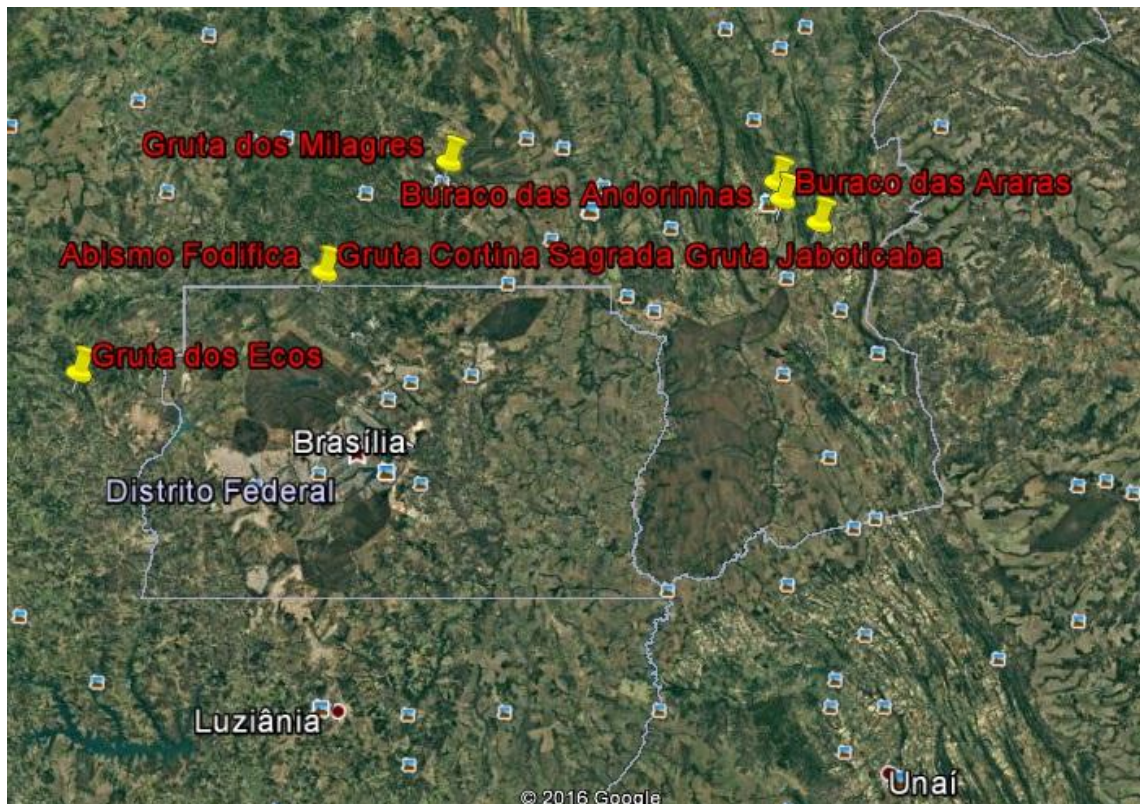 Gruta dos Milagres
Buraco das Araras
Buraco das Andorinhas
Abismo Fodifica
Gruta Cortina Sagrada
Gruta Jaboticaba
Gruta dos Ecos
Brasília
Distrito Federal
Luziânia
Unaí
© 2016 Google